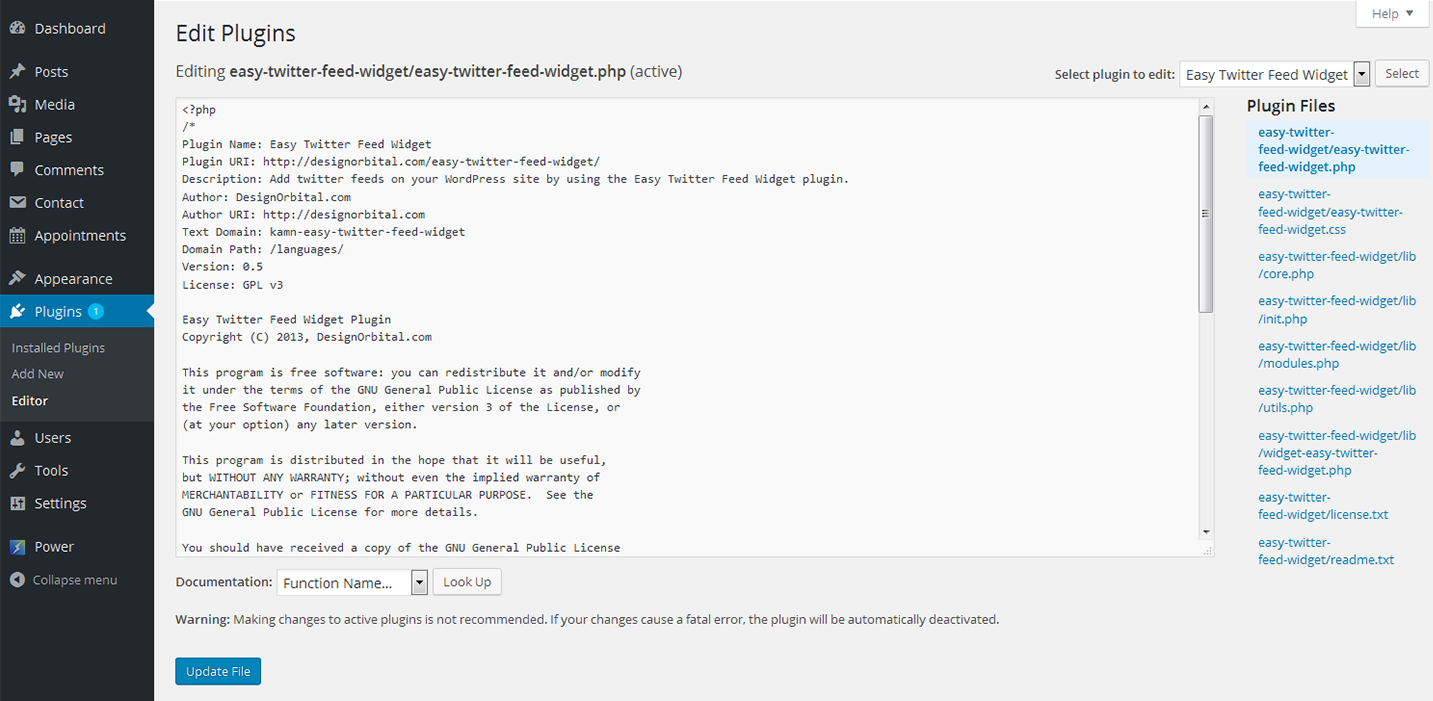 Dashboard
Posts
Media
Pages
Comments
Contact
Appointments
Appearance
Plugins 1
Installed Plugins
Add New
Editor
Users
Tools
Settings
Power
Collapse menu
Help
Edit Plugins
Editing easy-twitter-feed-widget/easy-twitter-feed-widget.php (active)
Select plugin to edit: Easy Twitter Feed Widget Select
<?php
/*
Plugin Name: Easy Twitter Feed Widget
Plugin URI: http://designorbital.com/easy-twitter-feed-widget/
Description: Add twitter feeds on your WordPress site by using the Easy Twitter Feed Widget plugin.
Author: DesignOrbital.com
Author URI: http://designorbital.com
Text Domain: kamn-easy-twitter-feed-widget
Domain Path: /languages/
Version: 0.5
License: GPL v3
Easy Twitter Feed Widget Plugin
Copyright (C) 2013, DesignOrbital.com
This program is free software: you can redistribute it and/or modify
it under the terms of the GNU General Public License as published by
the Free Software Foundation, either version 3 of the License, or
(at your option) any later version.
This program is distributed in the hope that it will be useful,
but WITHOUT ANY WARRANTY; without even the implied warranty of
MERCHANTABILITY or FITNESS FOR A PARTICULAR PURPOSE.  See the
GNU General Public License for more details.
You should have received a copy of the GNU General Public License
Plugin Files
easy-twitter-
feed-widget/easy-twitter-
feed-widget.php
easy-twitter-
feed-widget/easy-twitter-
feed-widget.css
easy-twitter-feed-widget/lib
/core.php
easy-twitter-feed-widget/lib
/init.php
easy-twitter-feed-widget/lib
/modules.php
easy-twitter-feed-widget/lib
/utils.php
easy-twitter-feed-widget/lib
/widget-easy-twitter-
feed-widget.php
easy-twitter-
feed-widget/license.txt
easy-twitter-
feed-widget/readme.txt
Documentation: Function Name... Look Up
Warning: Making changes to active plugins is not recommended. If your changes cause a fatal error, the plugin will be automatically deactivated.
Update File